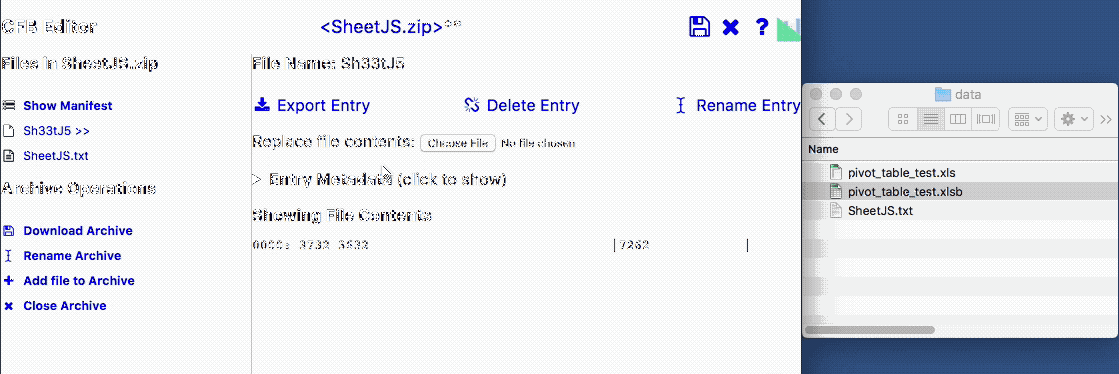 CFB Editor
<SheetJS.zip>**
?
Files in SheetJS.zip
Show Manifest
Sh33tJ5 >>
SheetJS.txt
Archive Operations
Download Archive
Rename Archive
Add file to Archive
Close Archive
File Name: Sh33tJ5
Export Entry
Delete Entry
Rename Entry
Replace file contents: Choose File No file chosen
> Entry Metadata (click to show)
Showing File Contents
0000: 3732 3632 |7262 |
data
Name
pivot_table_test.xls
pivot_table_test.xlsb
SheetJS.txt